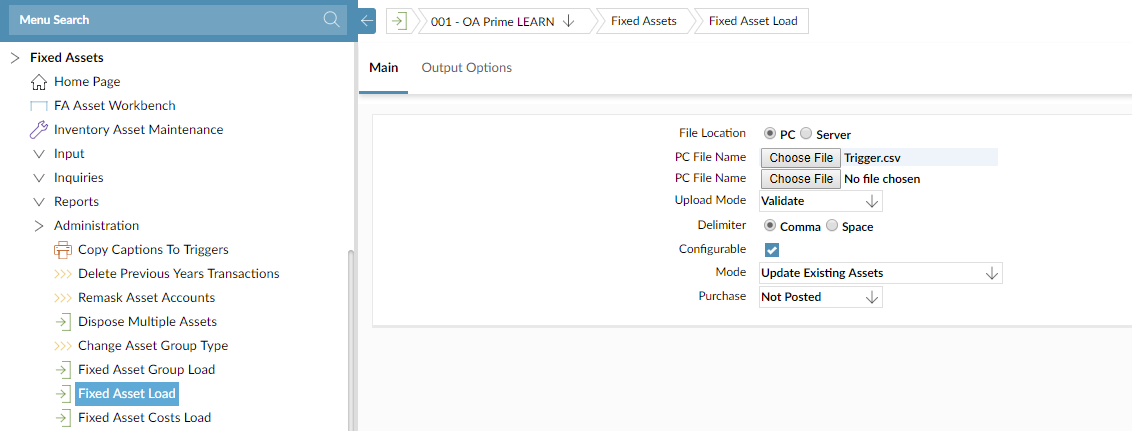 Menu Search
Fixed Assets
Home Page
FA Asset Workbench
Inventory Asset Maintenance
Input
Inquiries
Reports
Administration
Copy Captions To Triggers
Delete Previous Years Transactions
Remask Asset Accounts
Dispose Multiple Assets
Change Asset Group Type
Fixed Asset Group Load
Fixed Asset Load
Fixed Asset Costs Load
001 - OA Prime LEARN Fixed Assets Fixed Asset Load
Main Output Options
File Location PC Server
PC File Name Choose File Trigger.csv
PC File Name Choose File No file chosen
Upload Mode Validate
Delimiter Comma Space
Configurable
Mode Update Existing Assets
Purchase Not Posted